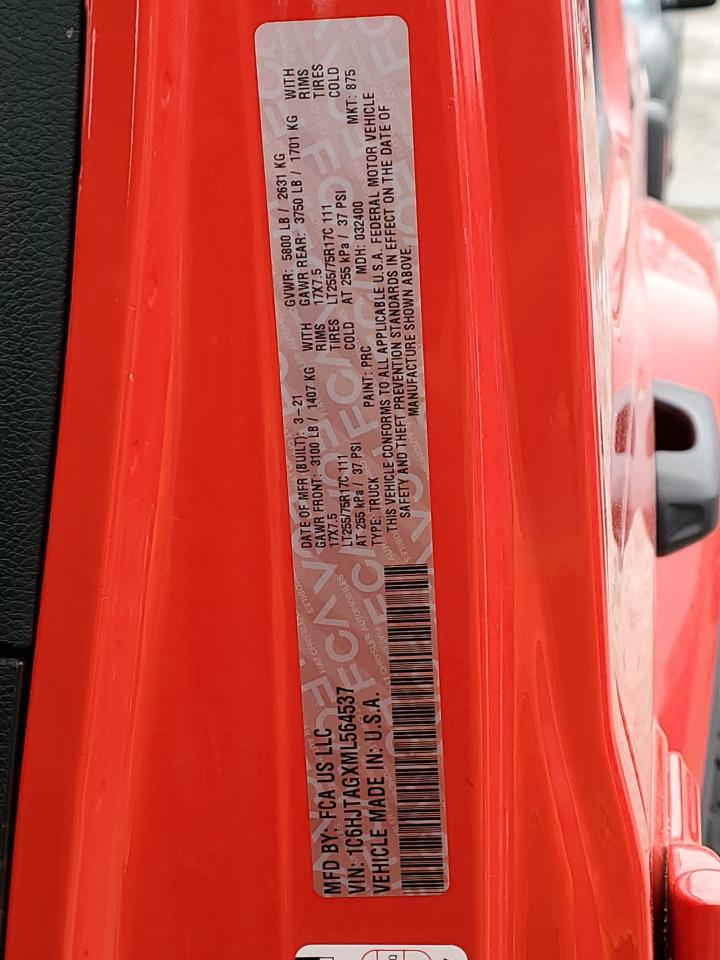 MFD BY: FCA US LLC
VIN: 1C6HJTAGXML564537
VEHICLE MADE IN: U.S.A.
DATE OF MFR (BUILT): 3-21 GVWR: 5800 LB / 2631 KG
GAWR FRONT: 3100 LB / 1407 KG WITH GAWR REAR: 3750 LB / 1701 KG WITH
17X7.5 RIMS 17X7.5 RIMS
LT255/75R17C 111 TIRES LT255/75R17C 111 TIRES
AT 255 kPa / 37 PSI COLD AT 255 kPa / 37 PSI COLD
TYPE: TRUCK PAINT: PRC MDH: 032400 MKT: 875
THIS VEHICLE CONFORMS TO ALL APPLICABLE U.S.A. FEDERAL MOTOR VEHICLE
SAFETY AND THEFT PREVENTION STANDARDS IN EFFECT ON THE DATE OF
MANUFACTURE SHOWN ABOVE.